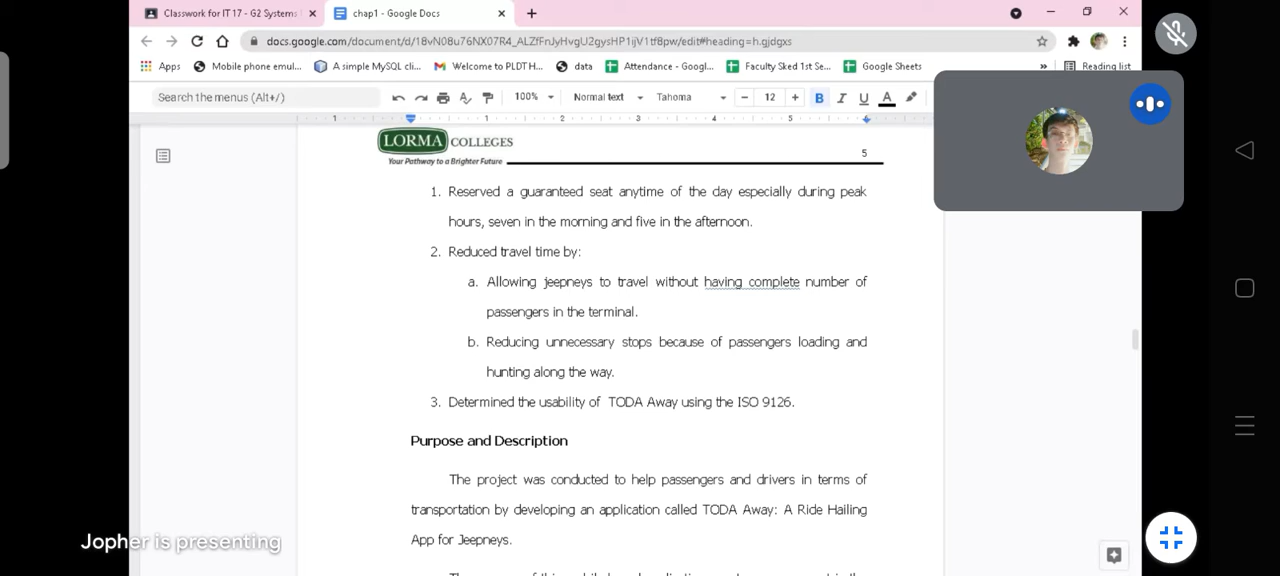 Classwork for IT 17 - G2 Systems
chap1 - Google Docs
docs.google.com/document/d/18vN08u76NX07R4_ALZfFnJyHvgU2gysHP1ijV1tf8pw/edit#heading=h.gjdgxs
Apps Mobile phone emul... A simple MySQL cli... Welcome to PLDT H... data Attendance - Googl... Faculty Sked 1st Se... Google Sheets » Reading list
Search the menus (Alt+/) 100% Normal text Tahoma 12 B I U A
1 1 2 3 4 5 6
LORMA COLLEGES
Your Pathway to a Brighter Future
5
1. Reserved a guaranteed seat anytime of the day especially during peak
hours, seven in the morning and five in the afternoon.
2. Reduced travel time by:
a. Allowing jeepneys to travel without having complete number of
passengers in the terminal.
b. Reducing unnecessary stops because of passengers loading and
hunting along the way.
3. Determined the usability of TODA Away using the ISO 9126.
Purpose and Description
The project was conducted to help passengers and drivers in terms of
transportation by developing an application called TODA Away: A Ride Hailing
App for Jeepneys.
Jopher is presenting